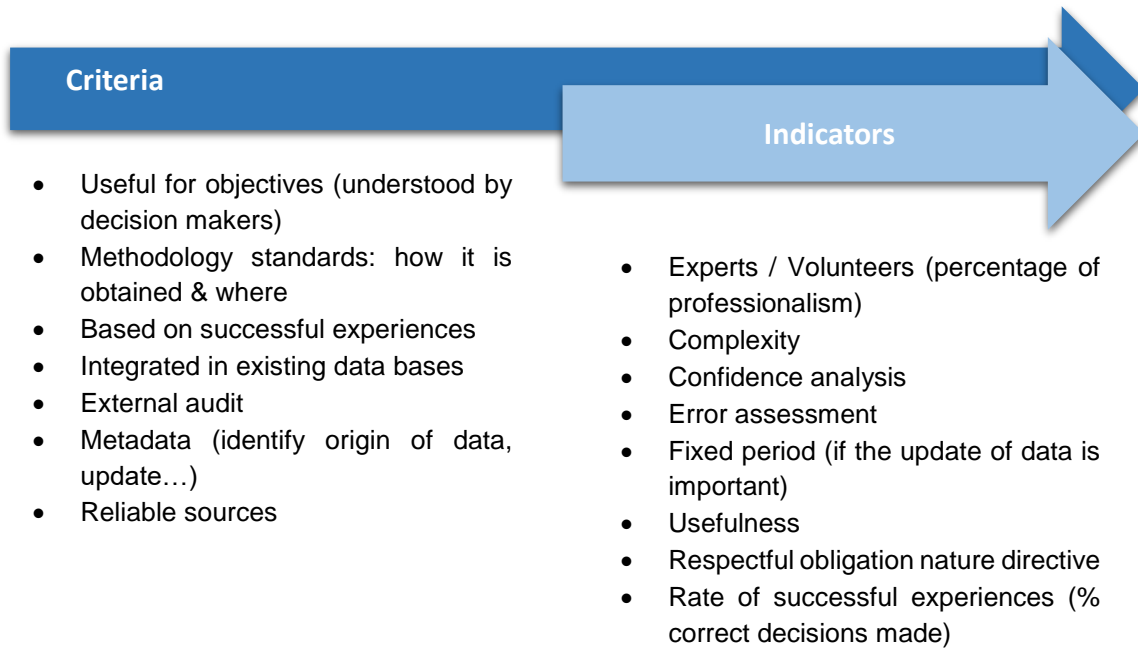 Criteria
Indicators
• Useful for objectives (understood by
decision makers)
• Methodology standards: how it is
obtained & where
• Based on successful experiences
• Integrated in existing data bases
• External audit
• Metadata (identify origin of data,
update…)
• Reliable sources
• Experts / Volunteers (percentage of
professionalism)
• Complexity
• Confidence analysis
• Error assessment
• Fixed period (if the update of data is
important)
• Usefulness
• Respectful obligation nature directive
• Rate of successful experiences (%
correct decisions made)